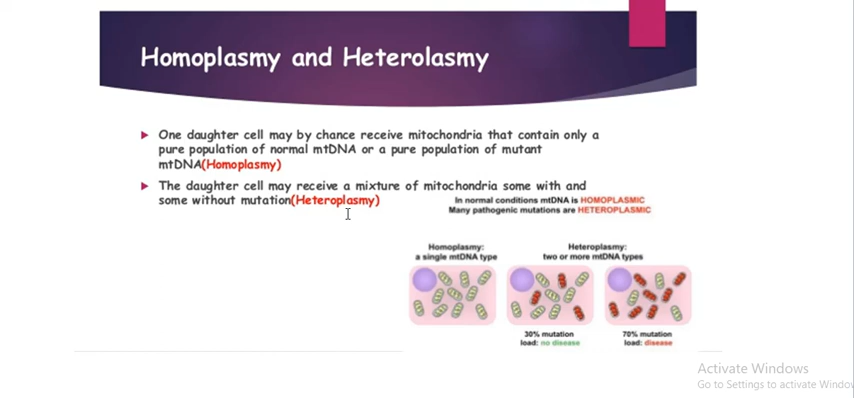 Homoplasmy and Heterolasmy
One daughter cell may by chance receive mitochondria that contain only a
pure population of normal mtDNA or a pure population of mutant
mtDNA(Homoplasmy)
The daughter cell may receive a mixture of mitochondria some with and
some without mutation(Heteroplasmy)
In normal conditions mtDNA is HOMOPLASMIC
Many pathogenic mutations are HETEROPLASMIC
Homoplasmy:
a single mtDNA type
Heteroplasmy:
two or more mtDNA types
30% mutation
load: no disease
70% mutation
load: disease
Activate Windows
Go to Settings to activate Window